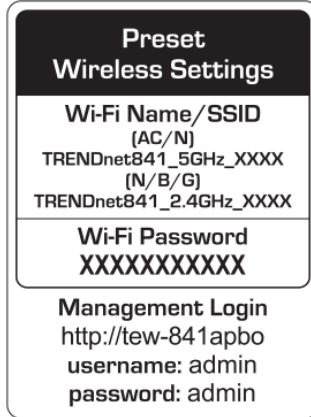 Preset
Wireless Settings
Wi-Fi Name/SSID
(AC/N)
TRENDnet841_5GHz_XXXX
(N/B/G)
TRENDnet841_2.4GHz_XXXX
Wi-Fi Password
XXXXXXXXXXX
Management Login
http://tew-841apbo
username: admin
password: admin